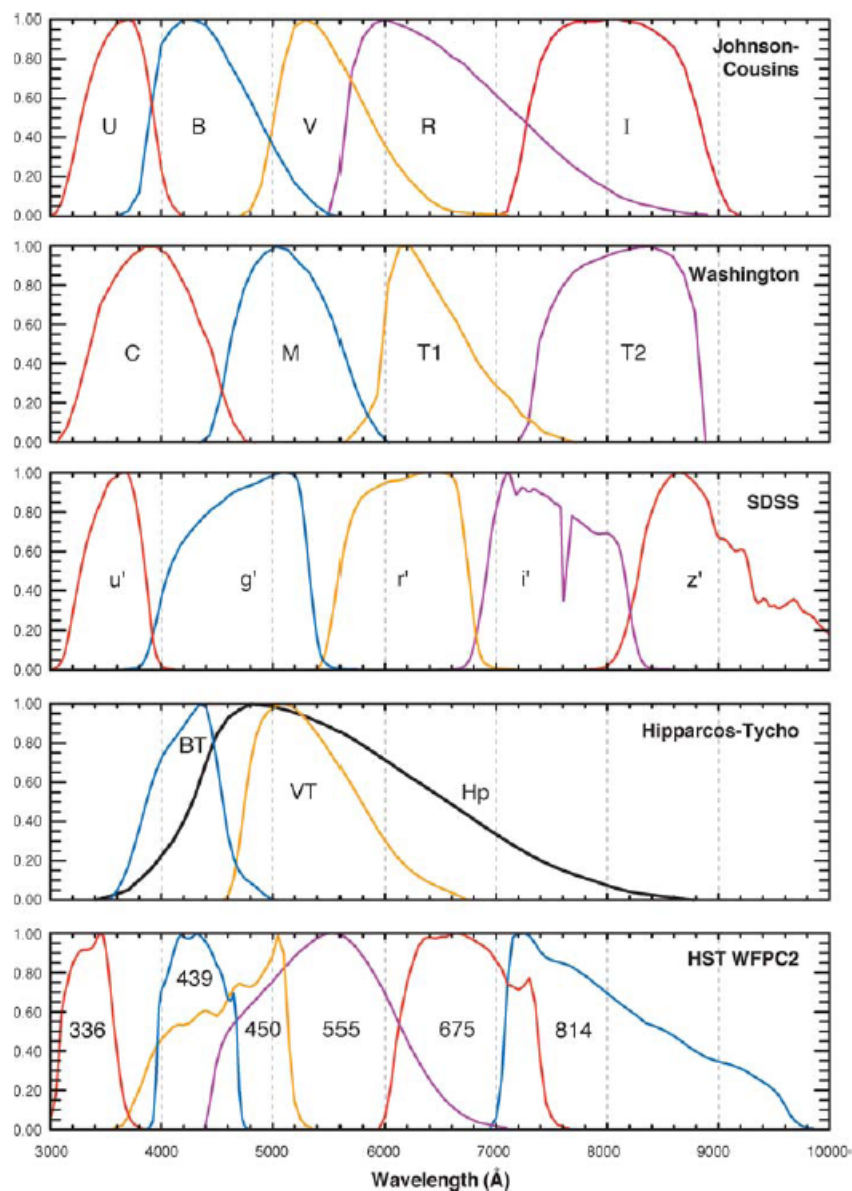 1.00
0.80
0.60
0.40
0.20
0.00
Johnson-
Cousins
U B V R I
1.00
0.80
0.60
0.40
0.20
0.00
Washington
C M T1 T2
1.00
0.80
0.60
0.40
0.20
0.00
SDSS
u' g' r' i' z'
1.00
0.80
0.60
0.40
0.20
0.00
Hipparcos-Tycho
BT VT Hp
1.00
0.80
0.60
0.40
0.20
0.00
HST WFPC2
439
336 450 555 675 814
3000 4000 5000 6000 7000 8000 9000 10000
Wavelength (Å)